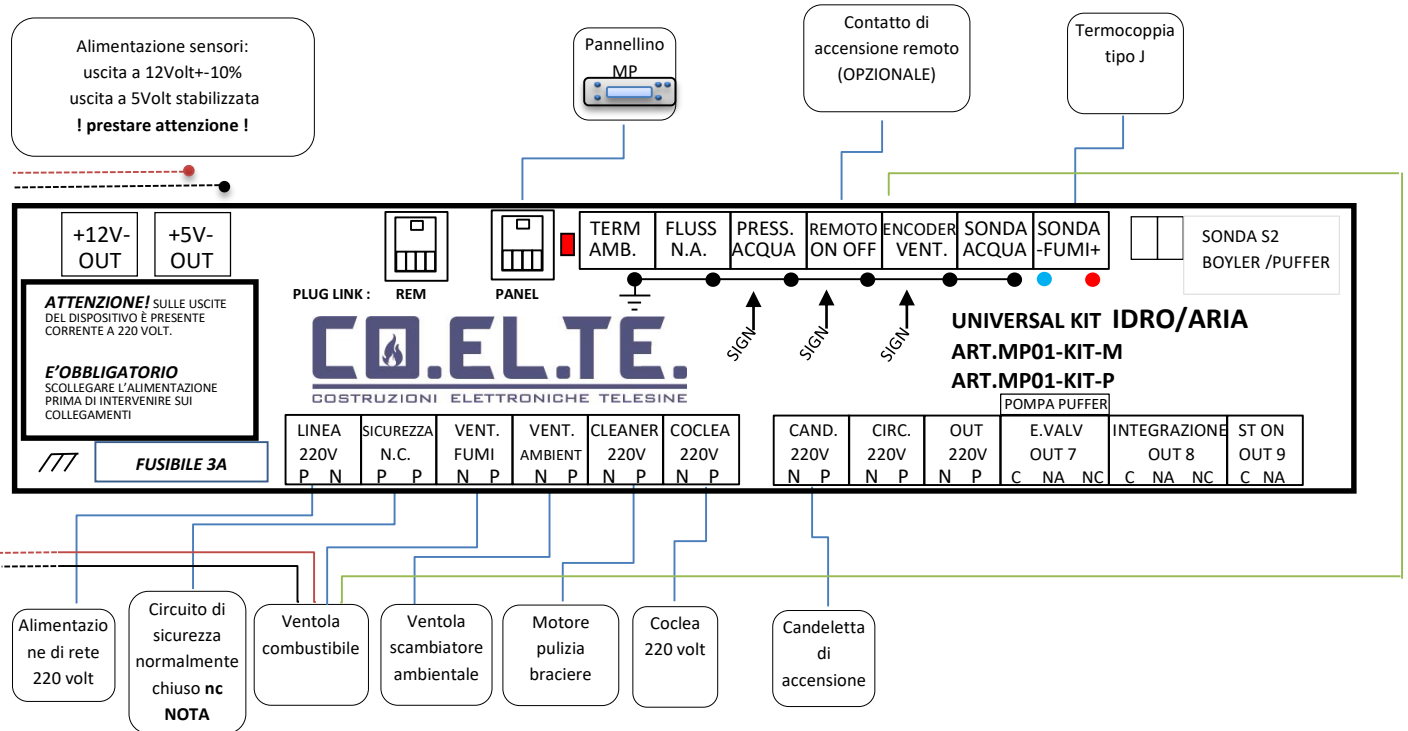 Alimentazione sensori:
uscita a 12Volt+-10%
uscita a 5Volt stabilizzata
! prestare attenzione !
Pannellino
MP
Contatto di
accensione remoto
(OPZIONALE)
Termocoppia
tipo J
+12V-
OUT
+5V-
OUT
PLUG LINK :
REM
PANEL
TERM
AMB.
FLUSS
N.A.
PRESS.
ACQUA
REMOTO
ON OFF
ENCODER
VENT.
SONDA
ACQUA
SONDA
-FUMI+
SONDA S2
BOYLER /PUFFER
ATTENZIONE! SULLE USCITE
DEL DISPOSITIVO È PRESENTE
CORRENTE A 220 VOLT.
E'OBBLIGATORIO
SCOLLEGARE L'ALIMENTAZIONE
PRIMA DI INTERVENIRE SUI
COLLEGAMENTI
SIGN
SIGN
SIGN
CO.EL.TE.
COSTRUZIONI ELETTRONICHE TELESINE
UNIVERSAL KIT IDRO/ARIA
ART.MP01-KIT-M
ART.MP01-KIT-P
POMPA PUFFER
FUSIBILE 3A
LINEA
220V
P N
SICUREZZA
N.C.
P P
VENT.
FUMI
N P
VENT.
AMBIENT
N P
CLEANER
220V
N P
COCLEA
220V
N P
CAND.
220V
N P
CIRC.
220V
N P
OUT
220V
N P
E.VALV
OUT 7
C NA NC
INTEGRAZIONE
OUT 8
C NA NC
ST ON
OUT 9
C NA
Alimentazio
ne di rete
220 volt
Circuito di
sicurezza
normalmente
chiuso nc
NOTA
Ventola
combustibile
Ventola
scambiatore
ambientale
Motore
pulizia
braciere
Coclea
220 volt
Candeletta
di
accensione